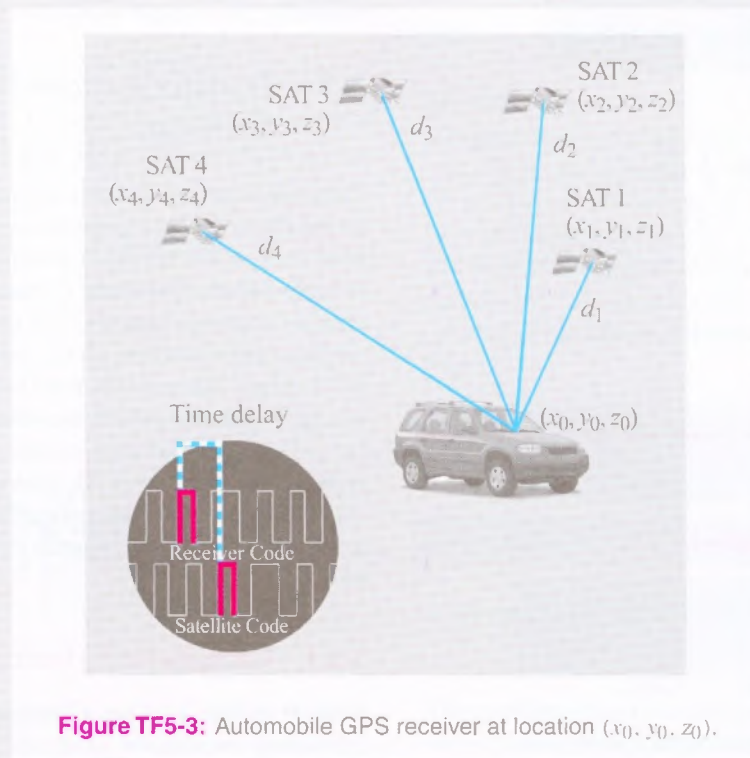 SAT 2
(x₂, y₂, z₂)
SAT 3
(x₃, y₃, z₃)
d₃
d₂
SAT 4
(x₄, y₄, z₄)
SAT 1
(x₁, y₁, z₁)
d₄
d₁
(x₀, y₀, z₀)
Time delay
Receiver Code
Satellite Code
Figure TF5-3: Automobile GPS receiver at location (x₀, y₀, z₀).